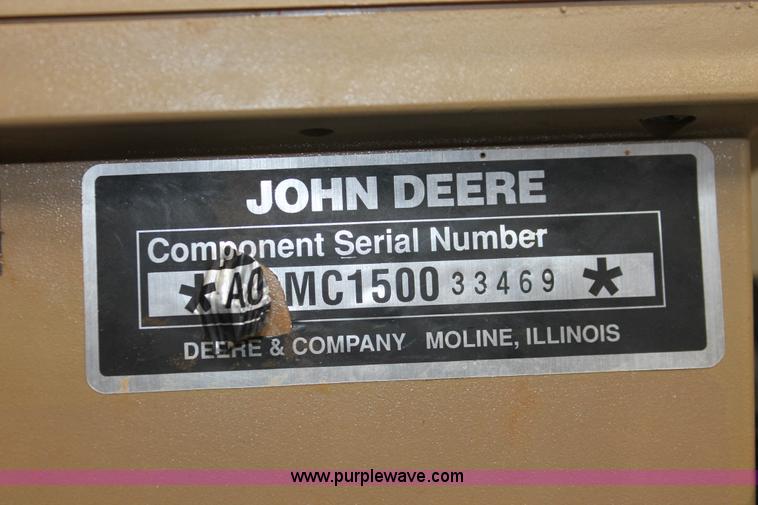 JOHN DEERE
Component Serial Number
* A0 MC1500 33469 *
DEERE & COMPANY MOLINE, ILLINOIS
www.purplewave.com